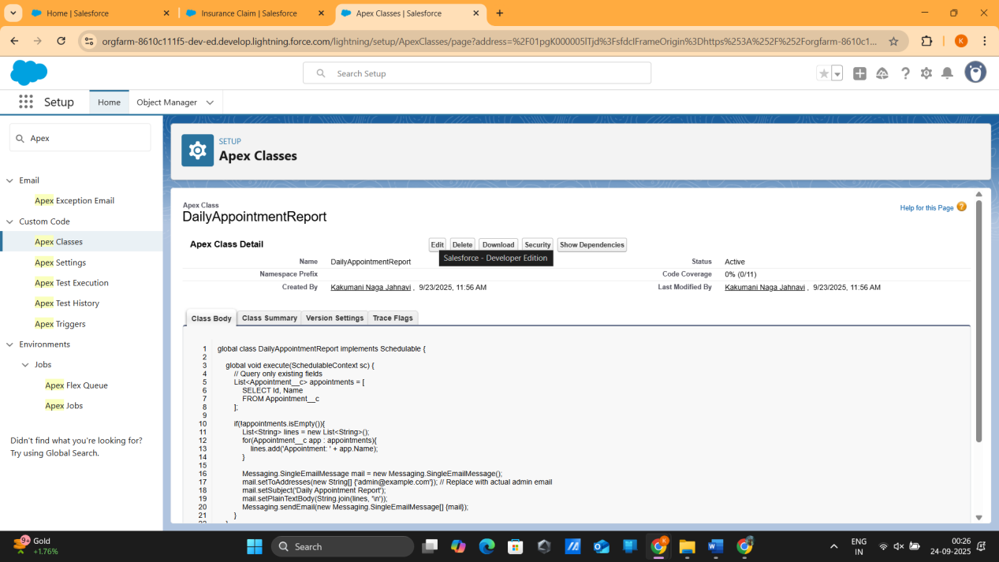 Home | Salesforce
Insurance Claim | Salesforce
Apex Classes | Salesforce
orgfarm-8610c111f5-dev-ed.develop.lightning.force.com/lightning/setup/ApexClasses/page?address=%2F01pgK000005lTjd%3FsfdcIFrameOrigin%3Dhttps%253A%252F%252Forgfarm-8610c1...
K
Search Setup
Setup
Home
Object Manager
Apex
Email
Apex Exception Email
Custom Code
Apex Classes
Apex Settings
Apex Test Execution
Apex Test History
Apex Triggers
Environments
Jobs
Apex Flex Queue
Apex Jobs
Didn't find what you're looking for?
Try using Global Search.
SETUP
Apex Classes
Apex Class
DailyAppointmentReport
Help for this Page ?
Apex Class Detail
Edit Delete Download Security Show Dependencies
Salesforce - Developer Edition
Name DailyAppointmentReport Status Active
Namespace Prefix Code Coverage 0% (0/11)
Created By Kakumani Naga Jahnavi , 9/23/2025, 11:56 AM Last Modified By Kakumani Naga Jahnavi , 9/23/2025, 11:56 AM
Class Body Class Summary Version Settings Trace Flags
1 global class DailyAppointmentReport implements Schedulable {
2
3 global void execute(SchedulableContext sc) {
4 // Query only existing fields
5 List<Appointment__c> appointments = [
6 SELECT Id, Name
7 FROM Appointment__c
8 ];
9
10 if(!appointments.isEmpty()){
11 List<String> lines = new List<String>();
12 for(Appointment__c app : appointments){
13 lines.add('Appointment: ' + app.Name);
14 }
15
16 Messaging.SingleEmailMessage mail = new Messaging.SingleEmailMessage();
17 mail.setToAddresses(new String[] {'admin@example.com'}); // Replace with actual admin email
18 mail.setSubject('Daily Appointment Report');
19 mail.setPlainTextBody(String.join(lines, '\n'));
20 Messaging.sendEmail(new Messaging.SingleEmailMessage[] {mail});
21 }
22 }
9+
Gold
+1.76%
Search
ENG
IN
00:26
24-09-2025